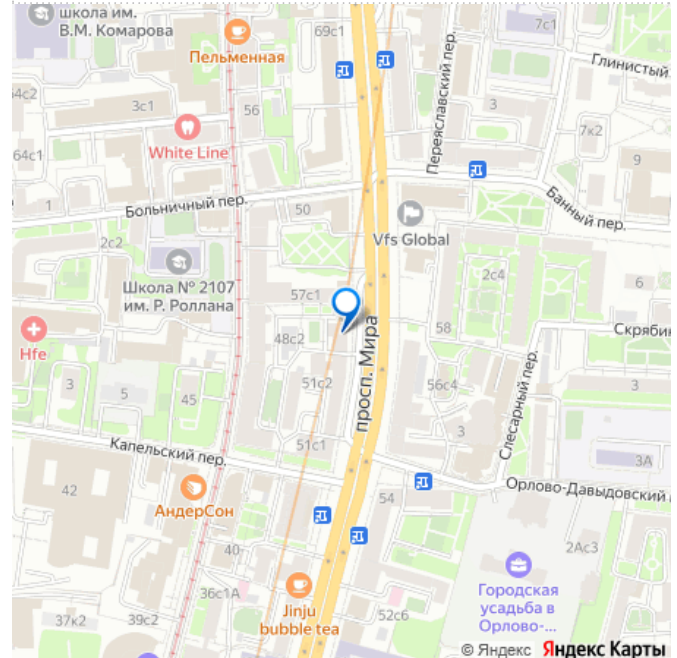 школа им.
В.М. Комарова
69с1
7с1
Пельменная
Глинистый
Переяславский пер.
3с1
56
3
7к2
White Line
64с1
9
Больничный пер.
1
50
Банный пер.
Vfs Global
2с2
Школа № 2107
им. Р. Роллана
57с1
2с4
6
48с2
просп. Мира
58
Скрябин
Hfe
51с2
56с4
Слесарный пер.
3
5
45
3
3
51с1
Капельский пер.
3А
42
АндерСон
54
Орлово-Давыдовский
40
2Ас3
36с1А
Городская
усадьба в
Орлово-...
Jinju
bubble tea
37к2
39с2
52с6
© Яндекс Яндекс Карты